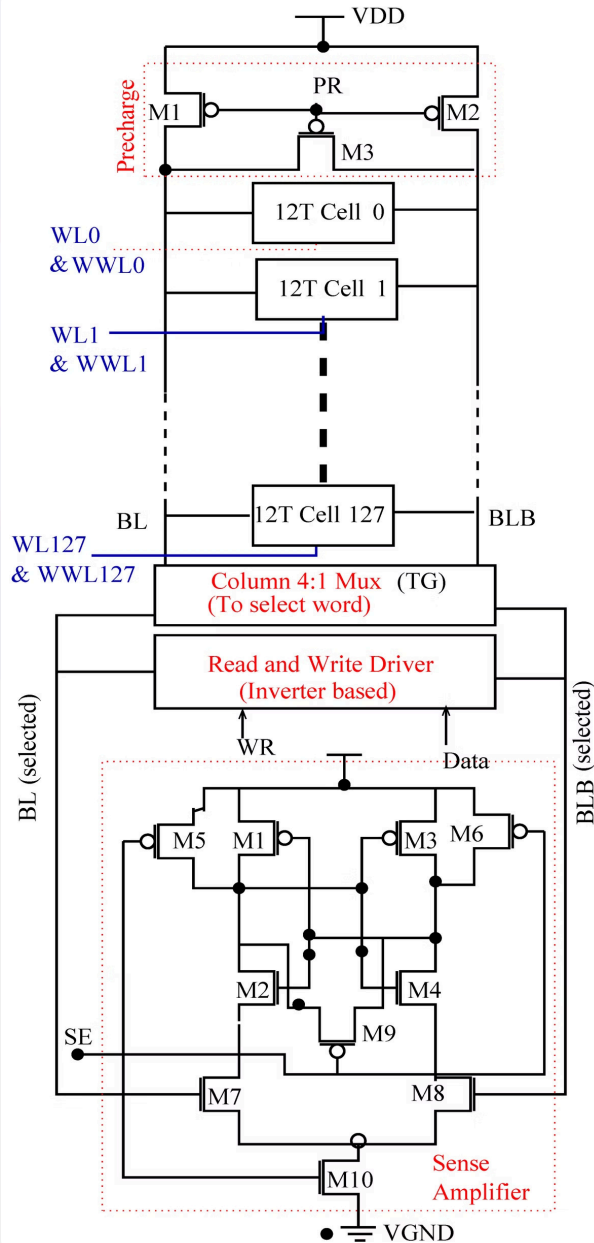 VDD
Precharge
PR
M1
M2
M3
12T Cell 0
WL0
& WWL0
12T Cell 1
WL1
& WWL1
12T Cell 127
BL
BLB
WL127
& WWL127
Column 4:1 Mux (TG)
(To select word)
Read and Write Driver
(Inverter based)
WR
Data
BL (selected)
BLB (selected)
M5
M1
M3
M6
M2
M4
M9
SE
M7
M8
M10
Sense
Amplifier
VGND